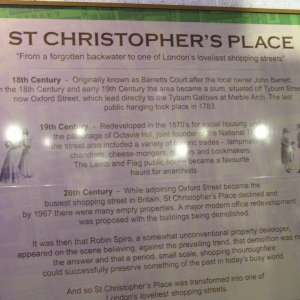 ST CHRISTOPHER'S PLACE
"From a forgotten backwater to one of London's loveliest shopping streets"
18th Century - Originally known as Barretts Court after the local owner John Barrett.
In the 18th Century and early 19th Century the area became a slum, situated off Tyburn Street
now Oxford Street, which lead directly to the Tyburn Gallows at Marble Arch. The last
public hanging took place in 1783.
19th Century - Redeveloped in the 1870's for social housing
the patronage of Octavia Hill, joint founder of the National
the street also included a variety of trades - lamp
chandlers, cheese-mongers, and bookmakers.
The Lamb and Flag public house became a favourite
haunt for anarchists.
20th Century - While adjoining Oxford Street became the
busiest shopping street in Britain, St Christopher's Place declined and
by 1967 there were many empty properties. A major modern office redevelopment
was proposed with the buildings being demolished.
It was then that Robin Spiro, a somewhat unconventional property developer,
appeared on the scene believing, against the prevailing trend, that demolition was not
the answer and that a period, small scale, shopping thoroughfare
could successfully preserve something of the past in today's busy world.
And so St Christopher's Place was transformed into one of
London's loveliest shopping streets.